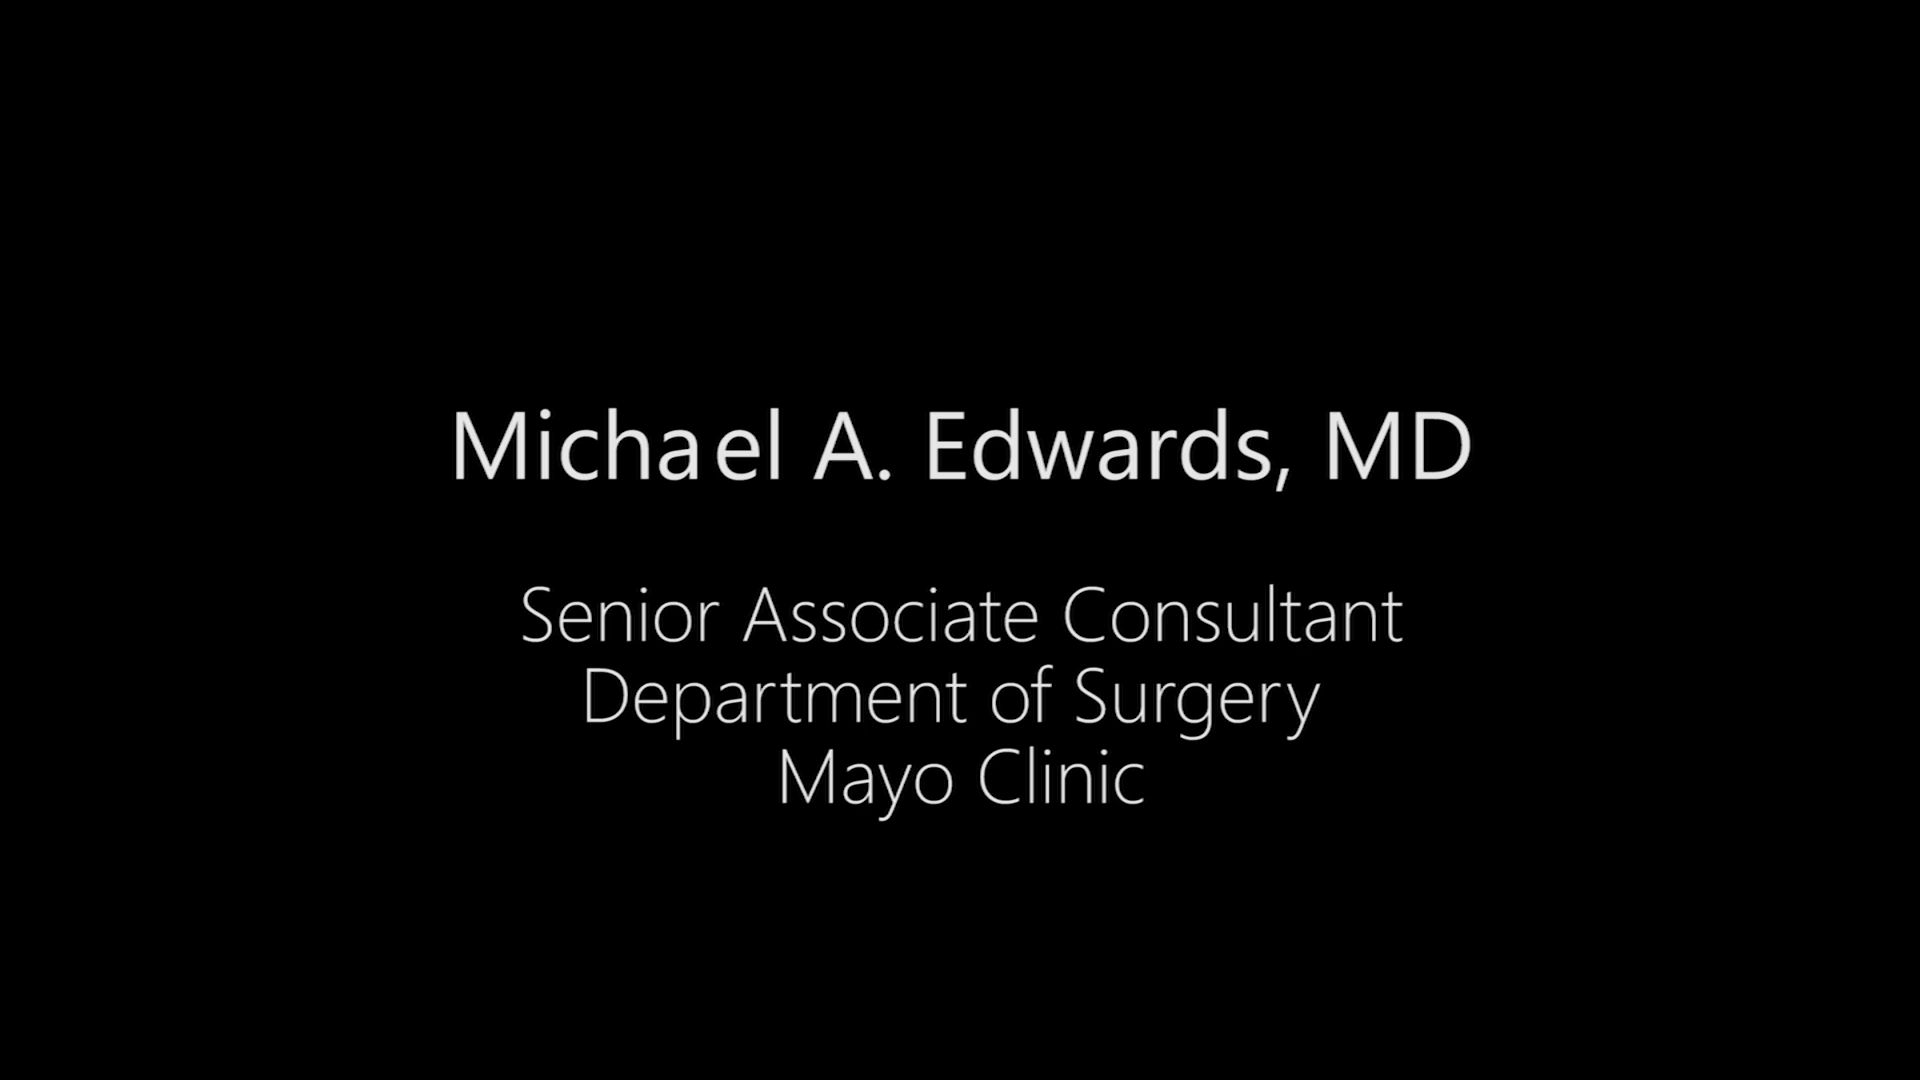 Michael A. Edwards, MD
Senior Associate Consultant
Department of Surgery
Mayo Clinic